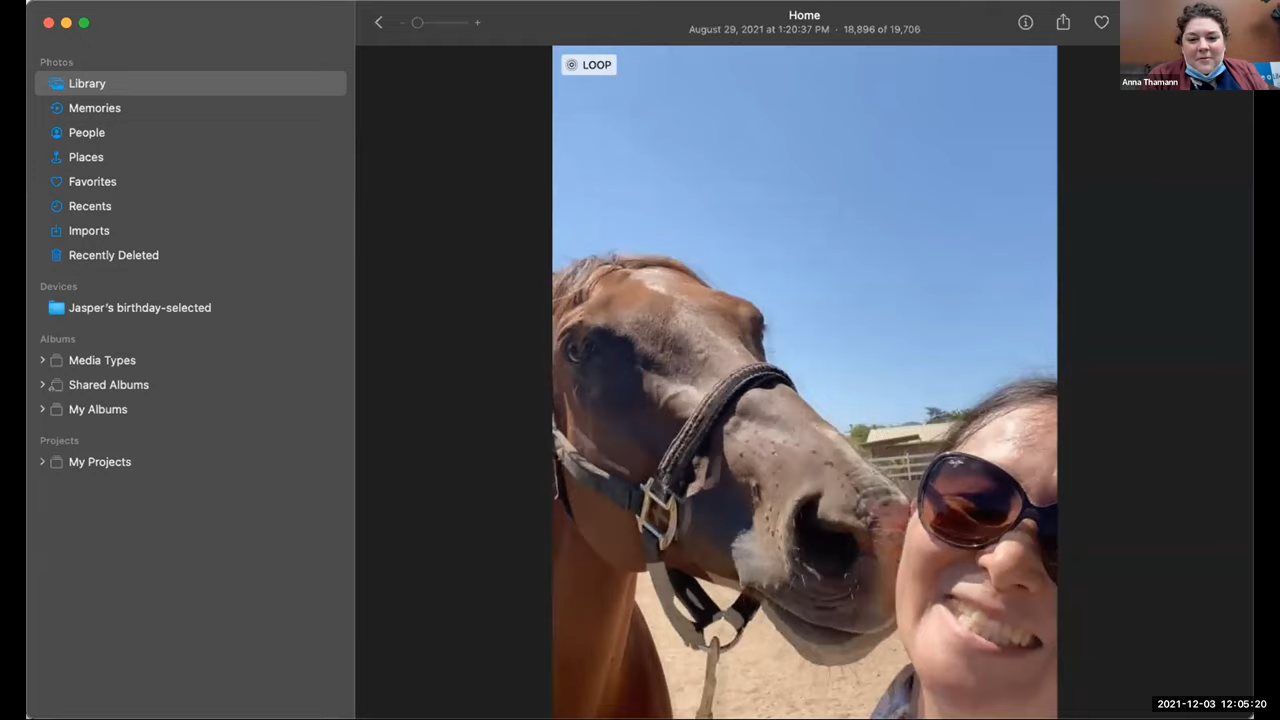 Home
August 29, 2021 at 1:20:37 PM · 18,896 of 19,706
Photos
Library
Memories
People
Places
Favorites
Recents
Imports
Recently Deleted
Devices
Jasper's birthday-selected
Albums
Media Types
Shared Albums
My Albums
Projects
My Projects
LOOP
Anna Thamann
2021-12-03 12:05:20